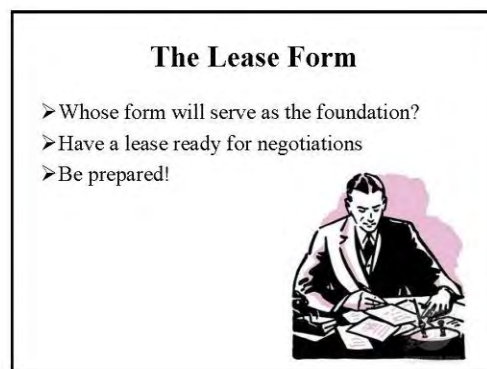 The Lease Form
➢Whose form will serve as the foundation?
➢Have a lease ready for negotiations
➢Be prepared!